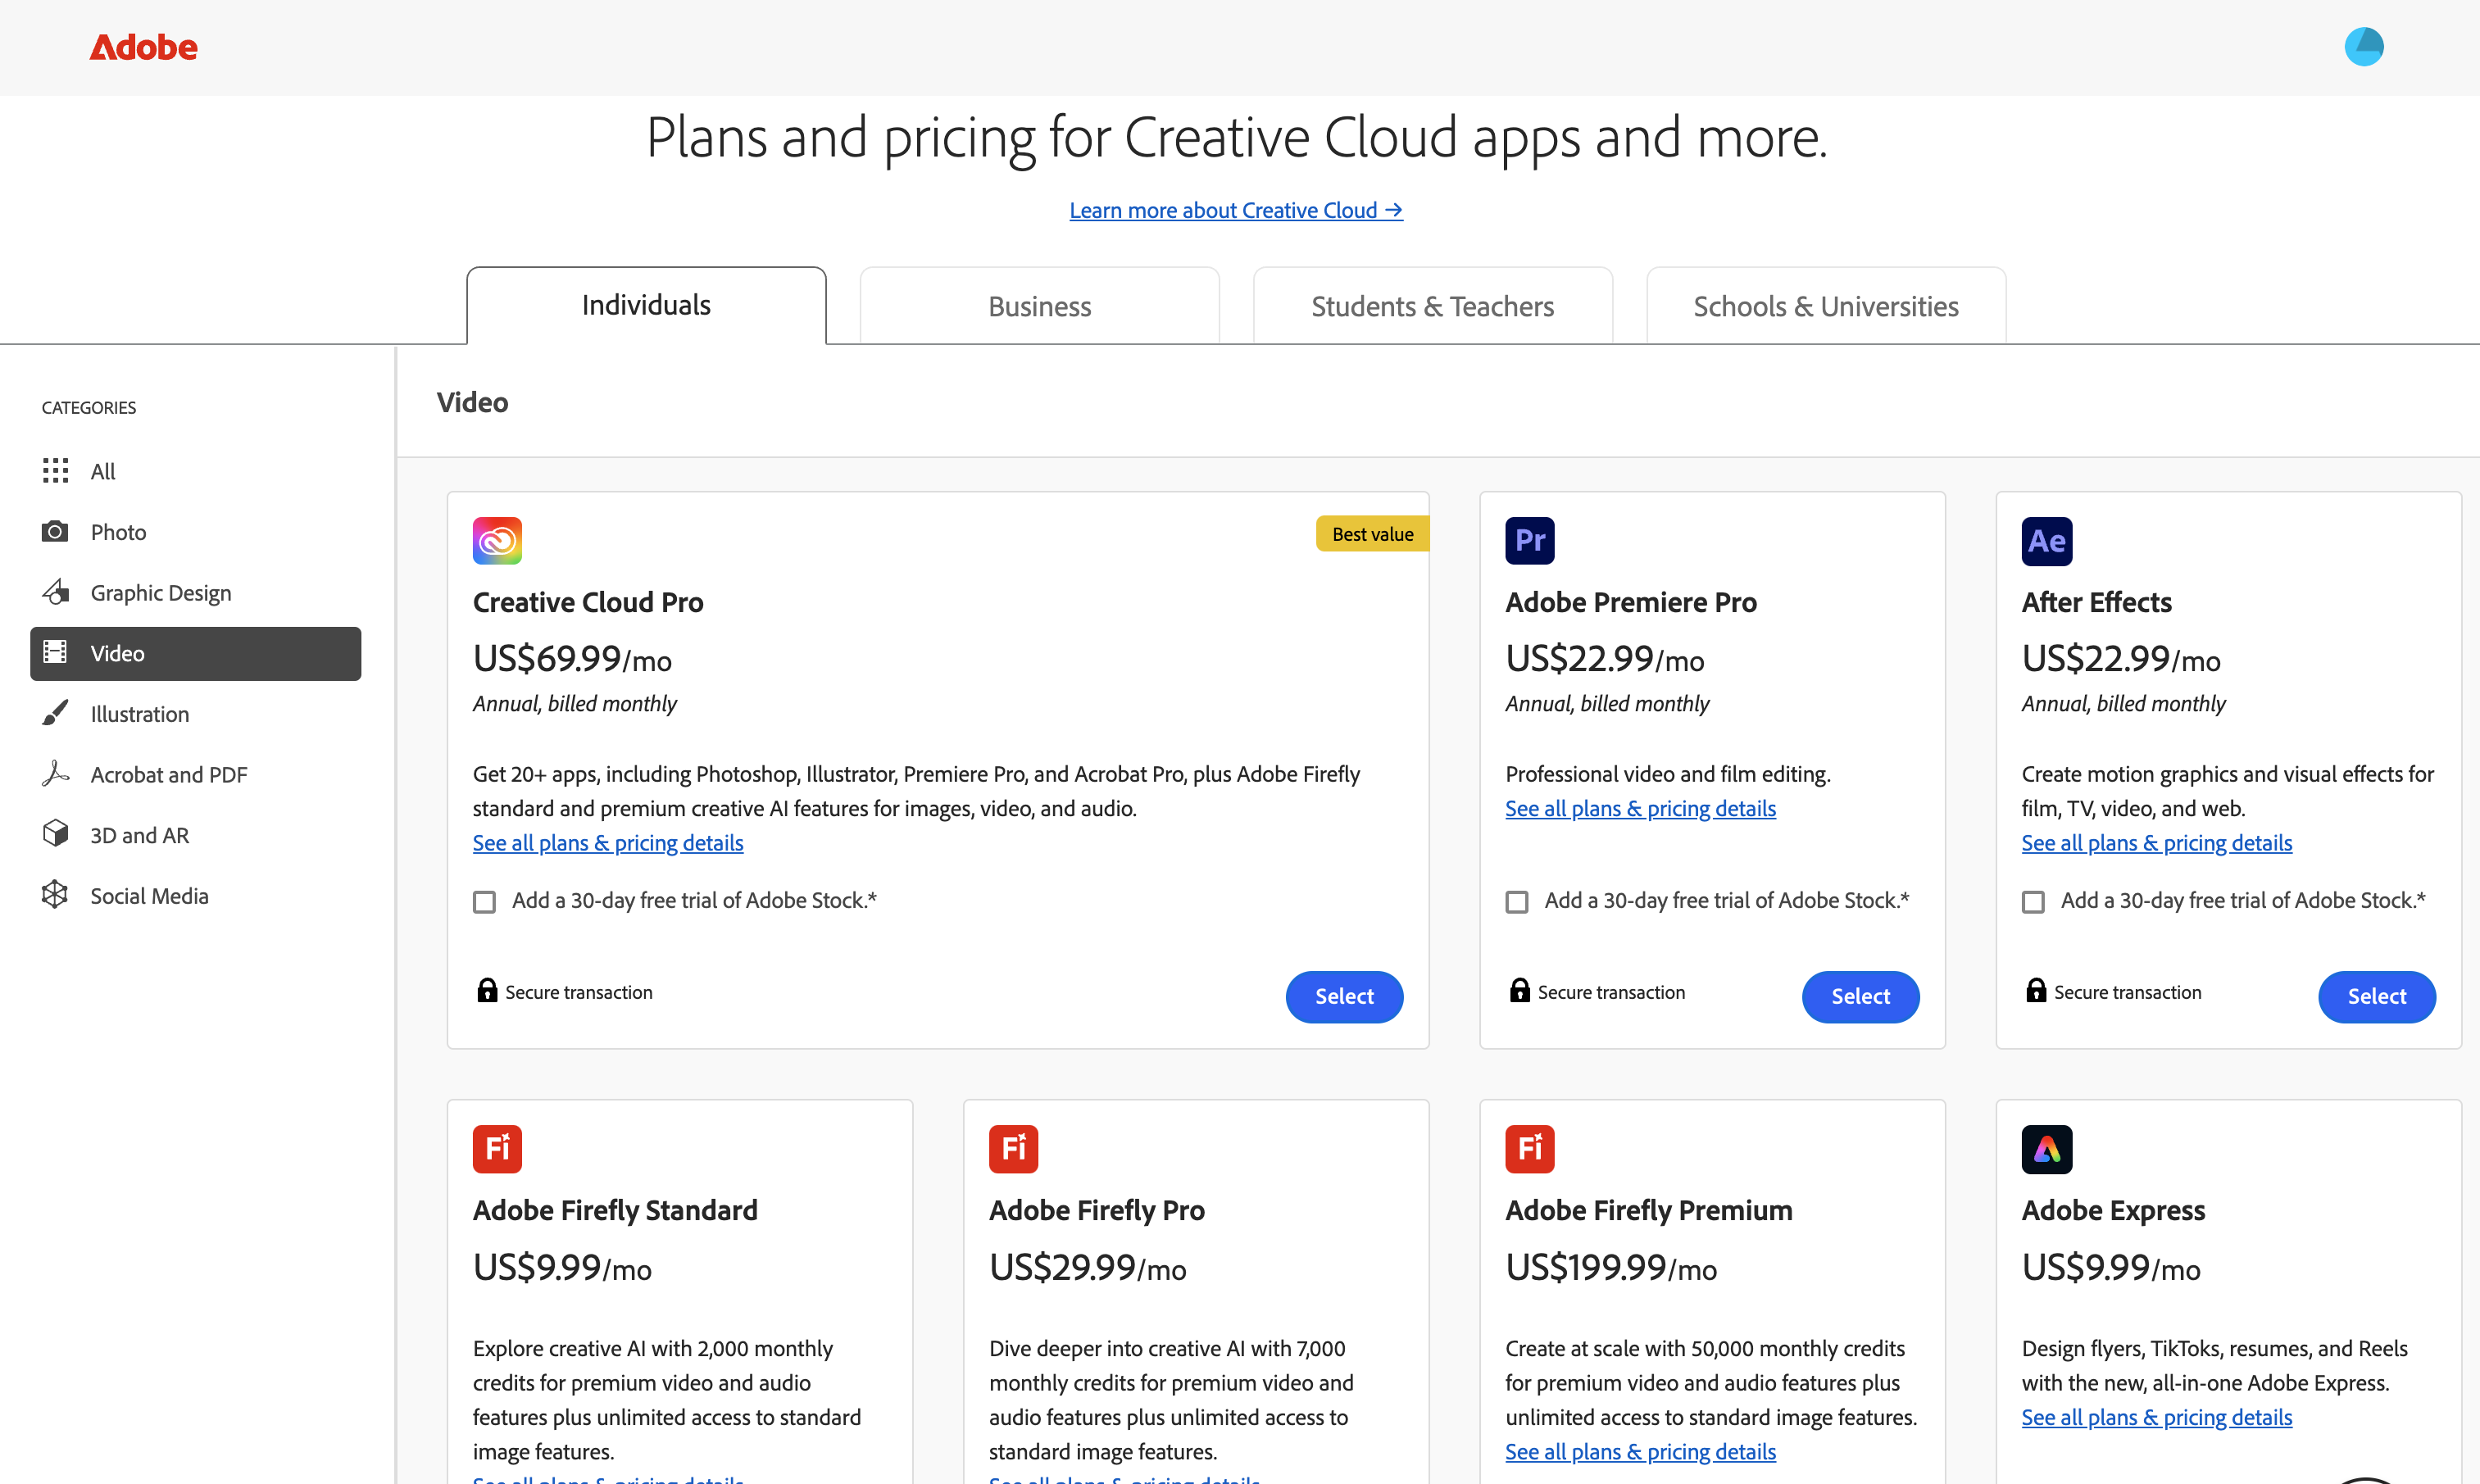 Adobe
Plans and pricing for Creative Cloud apps and more.
Learn more about Creative Cloud →
Individuals
Business
Students & Teachers
Schools & Universities
CATEGORIES
All
Photo
Graphic Design
Video
Illustration
Acrobat and PDF
3D and AR
Social Media
Video
Best value
Creative Cloud Pro
US$69.99/mo
Annual, billed monthly
Get 20+ apps, including Photoshop, Illustrator, Premiere Pro, and Acrobat Pro, plus Adobe Firefly
standard and premium creative AI features for images, video, and audio.
See all plans & pricing details
Add a 30-day free trial of Adobe Stock.*
Secure transaction
Select
Pr
Adobe Premiere Pro
US$22.99/mo
Annual, billed monthly
Professional video and film editing.
See all plans & pricing details
Add a 30-day free trial of Adobe Stock.*
Secure transaction
Select
Ae
After Effects
US$22.99/mo
Annual, billed monthly
Create motion graphics and visual effects for
film, TV, video, and web.
See all plans & pricing details
Add a 30-day free trial of Adobe Stock.*
Secure transaction
Select
Fi
Adobe Firefly Standard
US$9.99/mo
Explore creative AI with 2,000 monthly
credits for premium video and audio
features plus unlimited access to standard
image features.
See all plans & pricing details
Fi
Adobe Firefly Pro
US$29.99/mo
Dive deeper into creative AI with 7,000
monthly credits for premium video and
audio features plus unlimited access to
standard image features.
See all plans & pricing details
Fi
Adobe Firefly Premium
US$199.99/mo
Create at scale with 50,000 monthly credits
for premium video and audio features plus
unlimited access to standard image features.
See all plans & pricing details
Adobe Express
US$9.99/mo
Design flyers, TikToks, resumes, and Reels
with the new, all-in-one Adobe Express.
See all plans & pricing details